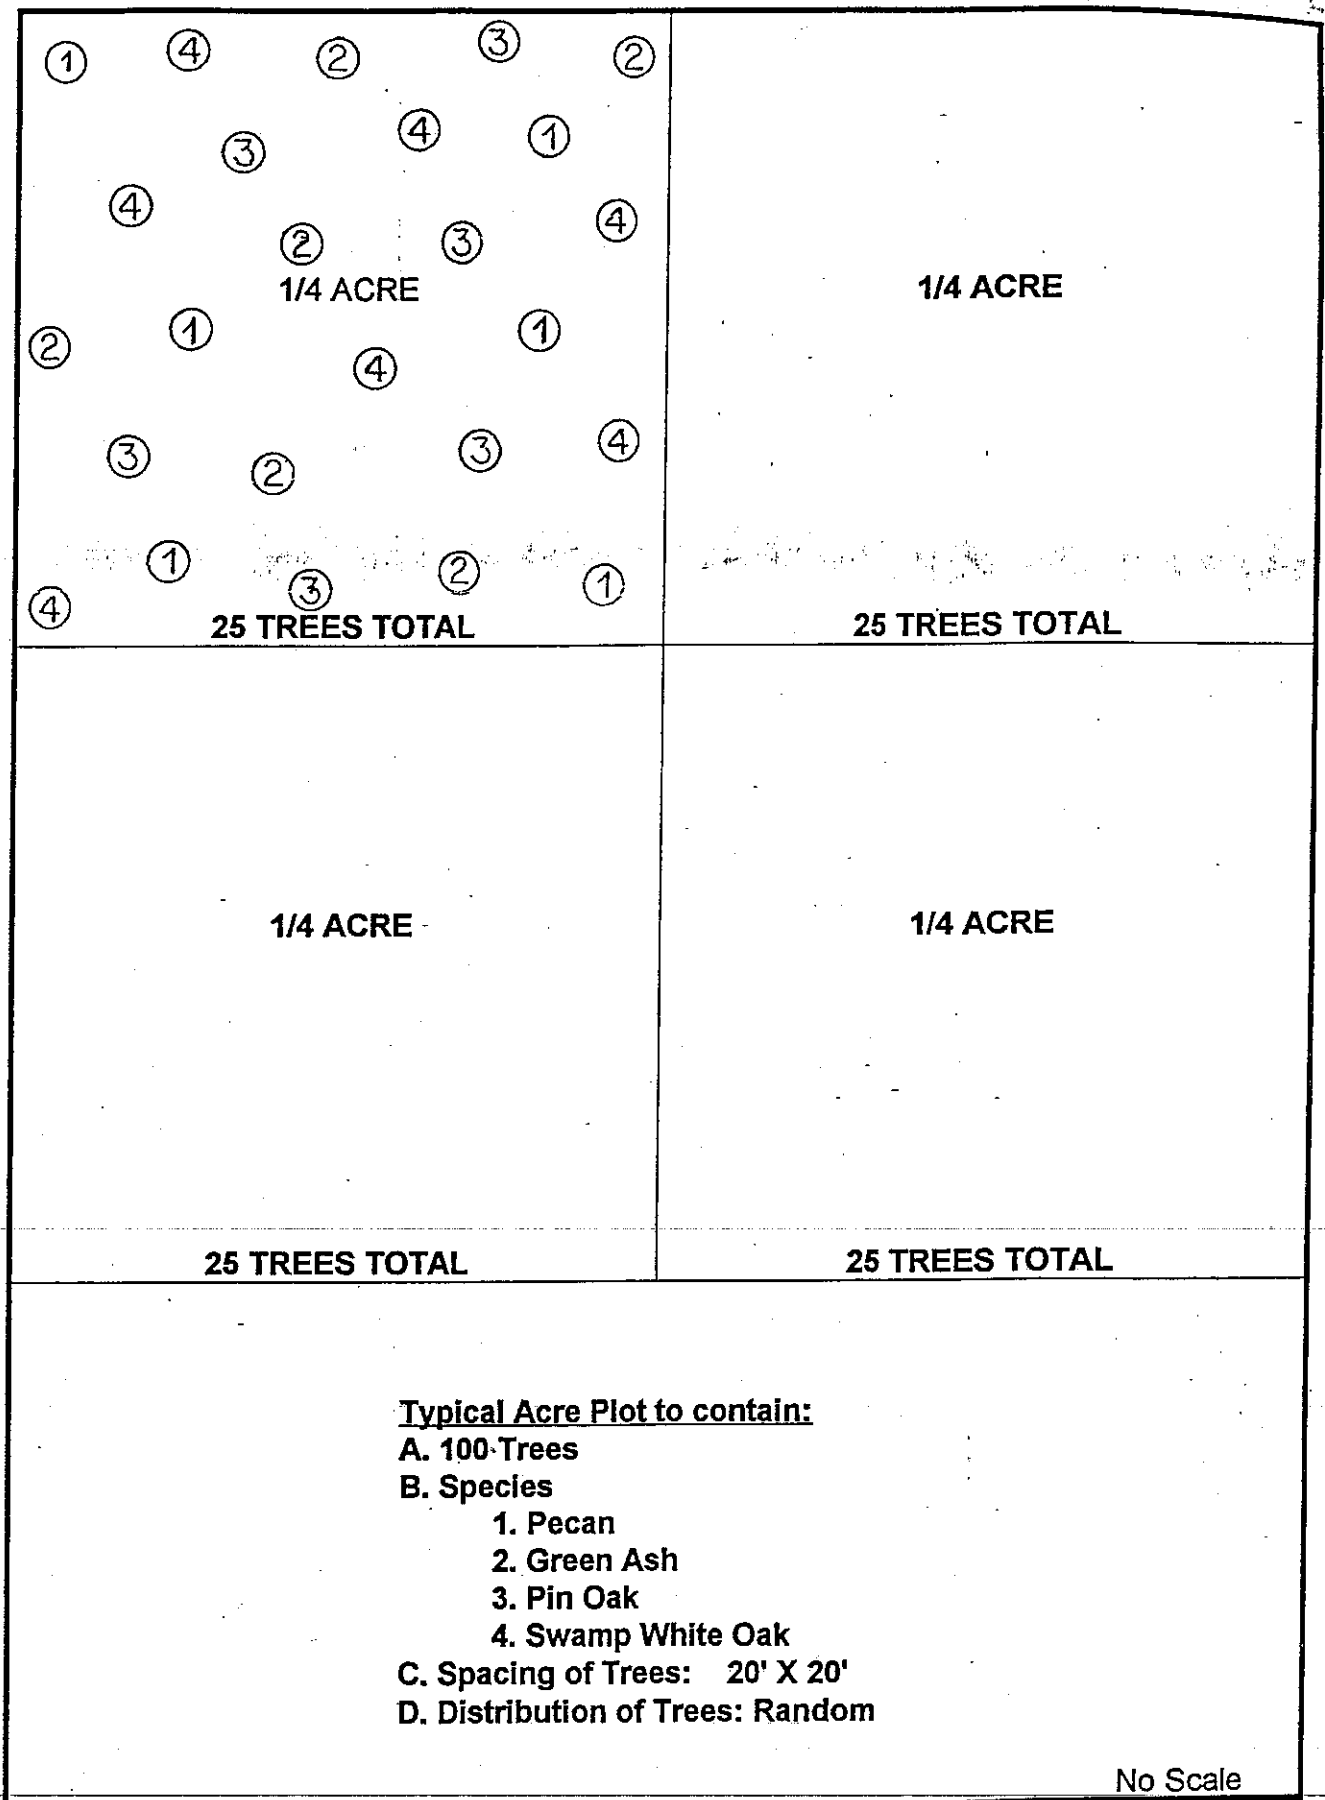 1 4 2 3 2
3 4 1
4 2 3 4
1/4 ACRE
2 1 4 1
3 2 3 4
4 1 3 2 1
25 TREES TOTAL
1/4 ACRE
25 TREES TOTAL
1/4 ACRE
25 TREES TOTAL
1/4 ACRE
25 TREES TOTAL
Typical Acre Plot to contain:
A. 100 Trees
B. Species
1. Pecan
2. Green Ash
3. Pin Oak
4. Swamp White Oak
C. Spacing of Trees: 20' X 20'
D. Distribution of Trees: Random
No Scale